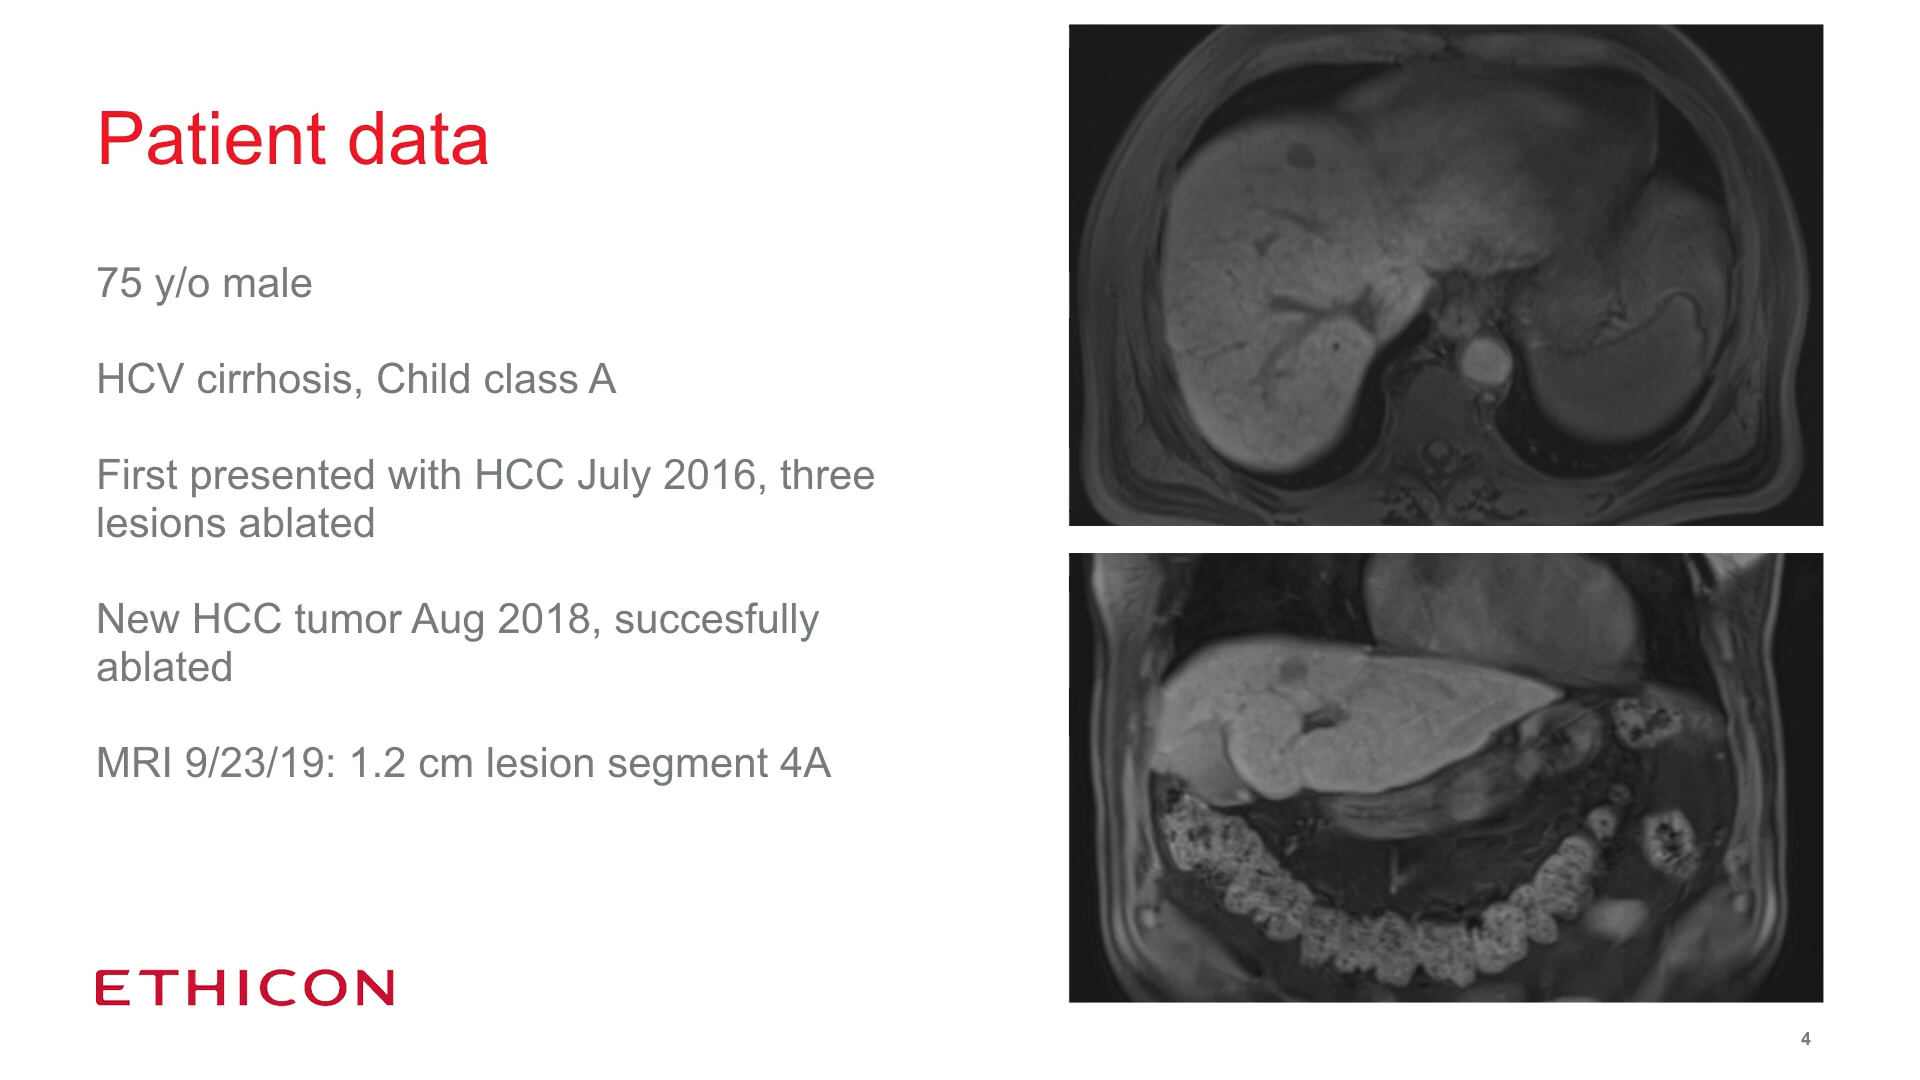 Patient data
75 y/o male
HCV cirrhosis, Child class A
First presented with HCC July 2016, three
lesions ablated
New HCC tumor Aug 2018, succesfully
ablated
MRI 9/23/19: 1.2 cm lesion segment 4A
ETHICON
4